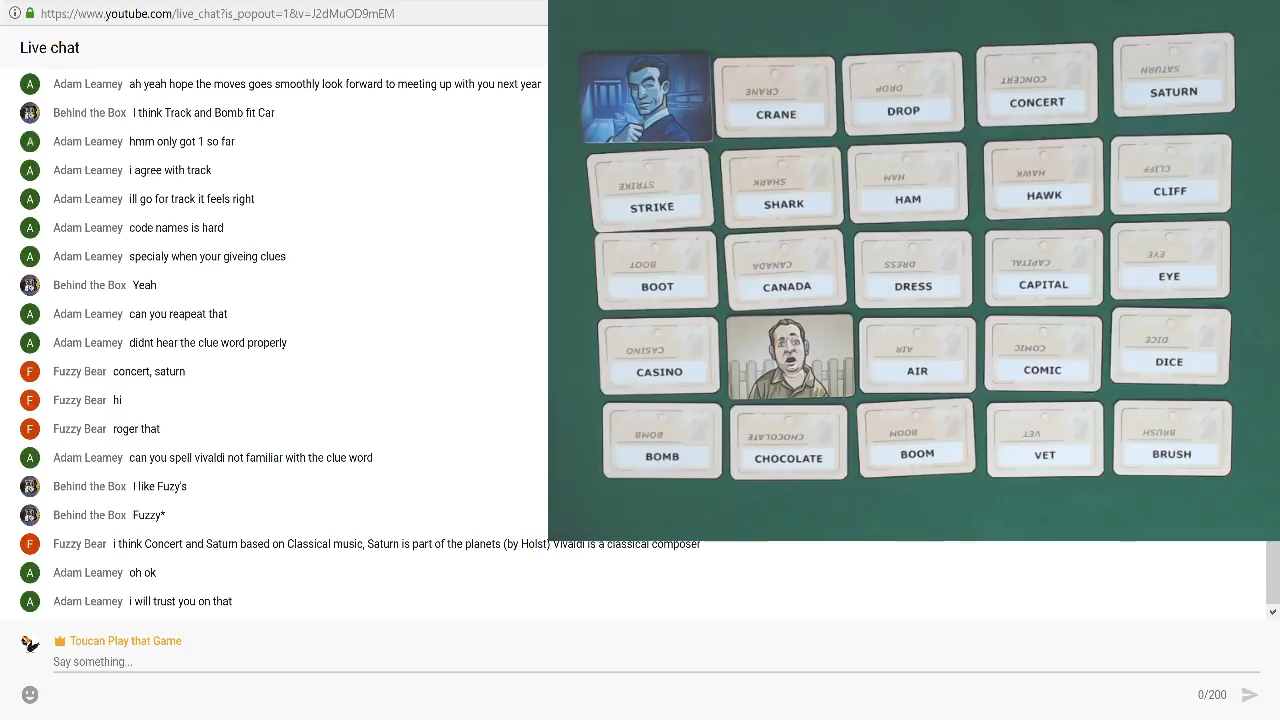 https://www.youtube.com/live_chat?is_popout=1&v=J2dMuOD9mEM
Live chat
Adam Leamey ah yeah hope the moves goes smoothly look forward to meeting up with you next year
Behind the Box I think Track and Bomb fit Car
Adam Leamey hmm only got 1 so far
Adam Leamey i agree with track
Adam Leamey ill go for track it feels right
Adam Leamey code names is hard
Adam Leamey specialy when your giveing clues
Behind the Box Yeah
Adam Leamey can you reapeat that
Adam Leamey didnt hear the clue word properly
Fuzzy Bear concert, saturn
Fuzzy Bear hi
Fuzzy Bear roger that
Adam Leamey can you spell vivaldi not familiar with the clue word
Behind the Box I like Fuzy's
Behind the Box Fuzzy*
Fuzzy Bear i think Concert and Saturn based on Classical music, Saturn is part of the planets (by Holst) Vivaldi is a classical composer
Adam Leamey oh ok
Adam Leamey i will trust you on that
Toucan Play that Game
Say something...
0/200
CRANE DROP CONCERT SATURN
CRANE DROP CONCERT SATURN
STRIKE SHARK HAM HAWK CLIFF
STRIKE SHARK HAM HAWK CLIFF
BOOT CANADA DRESS CAPITAL EYE
BOOT CANADA DRESS CAPITAL EYE
CASINO AIR COMIC DICE
CASINO AIR COMIC DICE
BOMB CHOCOLATE BOOM VET BRUSH
BOMB CHOCOLATE BOOM VET BRUSH